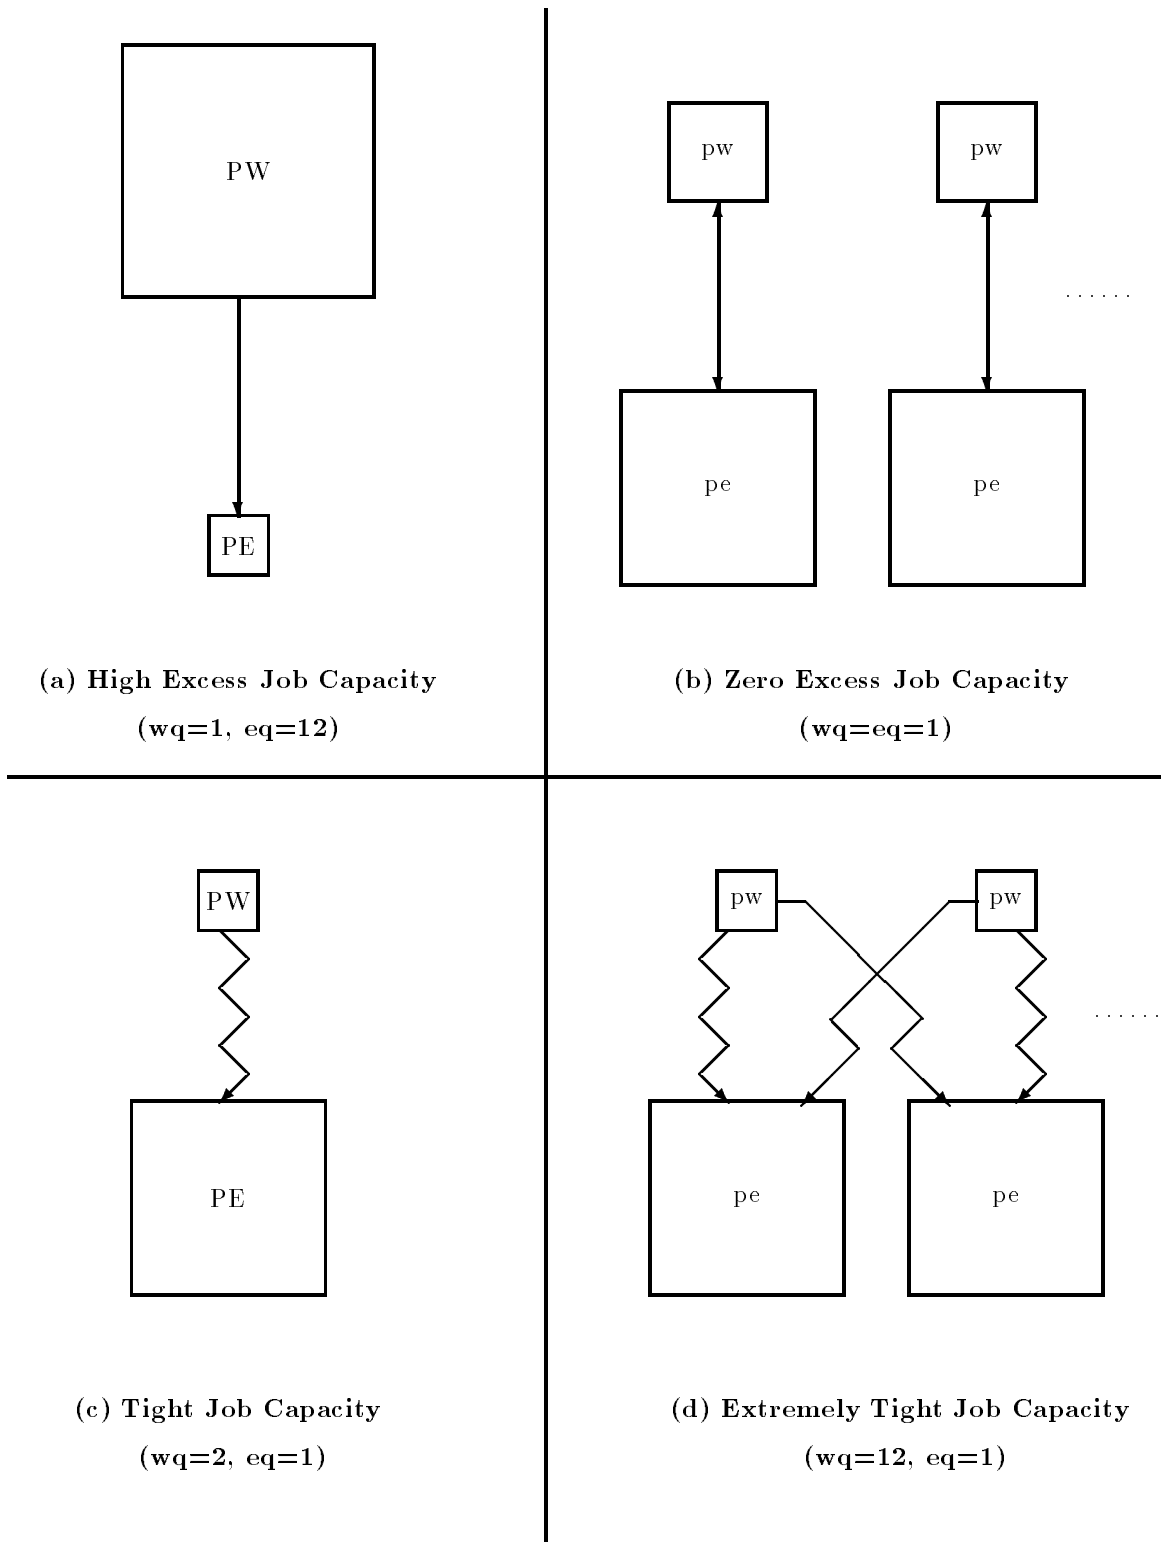 PW
PE
(a) High Excess Job Capacity
(wq=1, eq=12)
pw
pw
......
pe
pe
(b) Zero Excess Job Capacity
(wq=eq=1)
PW
PE
(c) Tight Job Capacity
(wq=2, eq=1)
pw
pw
......
pe
pe
(d) Extremely Tight Job Capacity
(wq=12, eq=1)